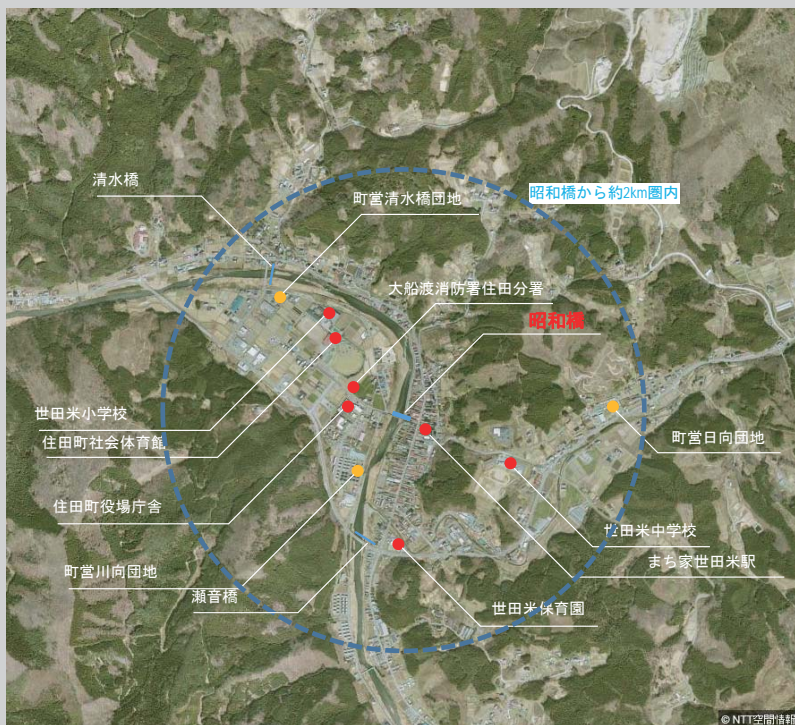 清水橋
町営清水橋団地
昭和橋から約2km圏内
大船渡消防署住田分署
昭和橋
世田米小学校
住田町社会体育館
町営日向団地
住田町役場庁舎
世田米中学校
まち家世田米駅
町営川向団地
瀬音橋
世田米保育園
© NTT空間情報